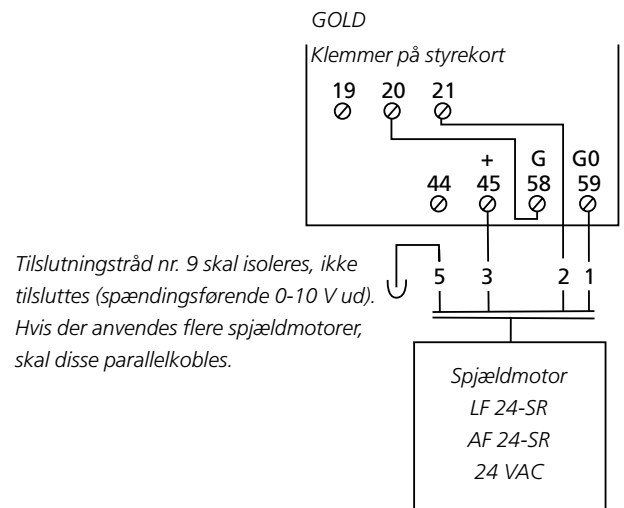 GOLD
Klemmer på styrekort
19 20 21
+ G G0
44 45 58 59
Tilslutningstråd nr. 9 skal isoleres, ikke
tilsluttes (spændingsførende 0-10 V ud).
Hvis der anvendes flere spjældmotorer,
skal disse parallelkobles.
5 3 2 1
Spjældmotor
LF 24-SR
AF 24-SR
24 VAC